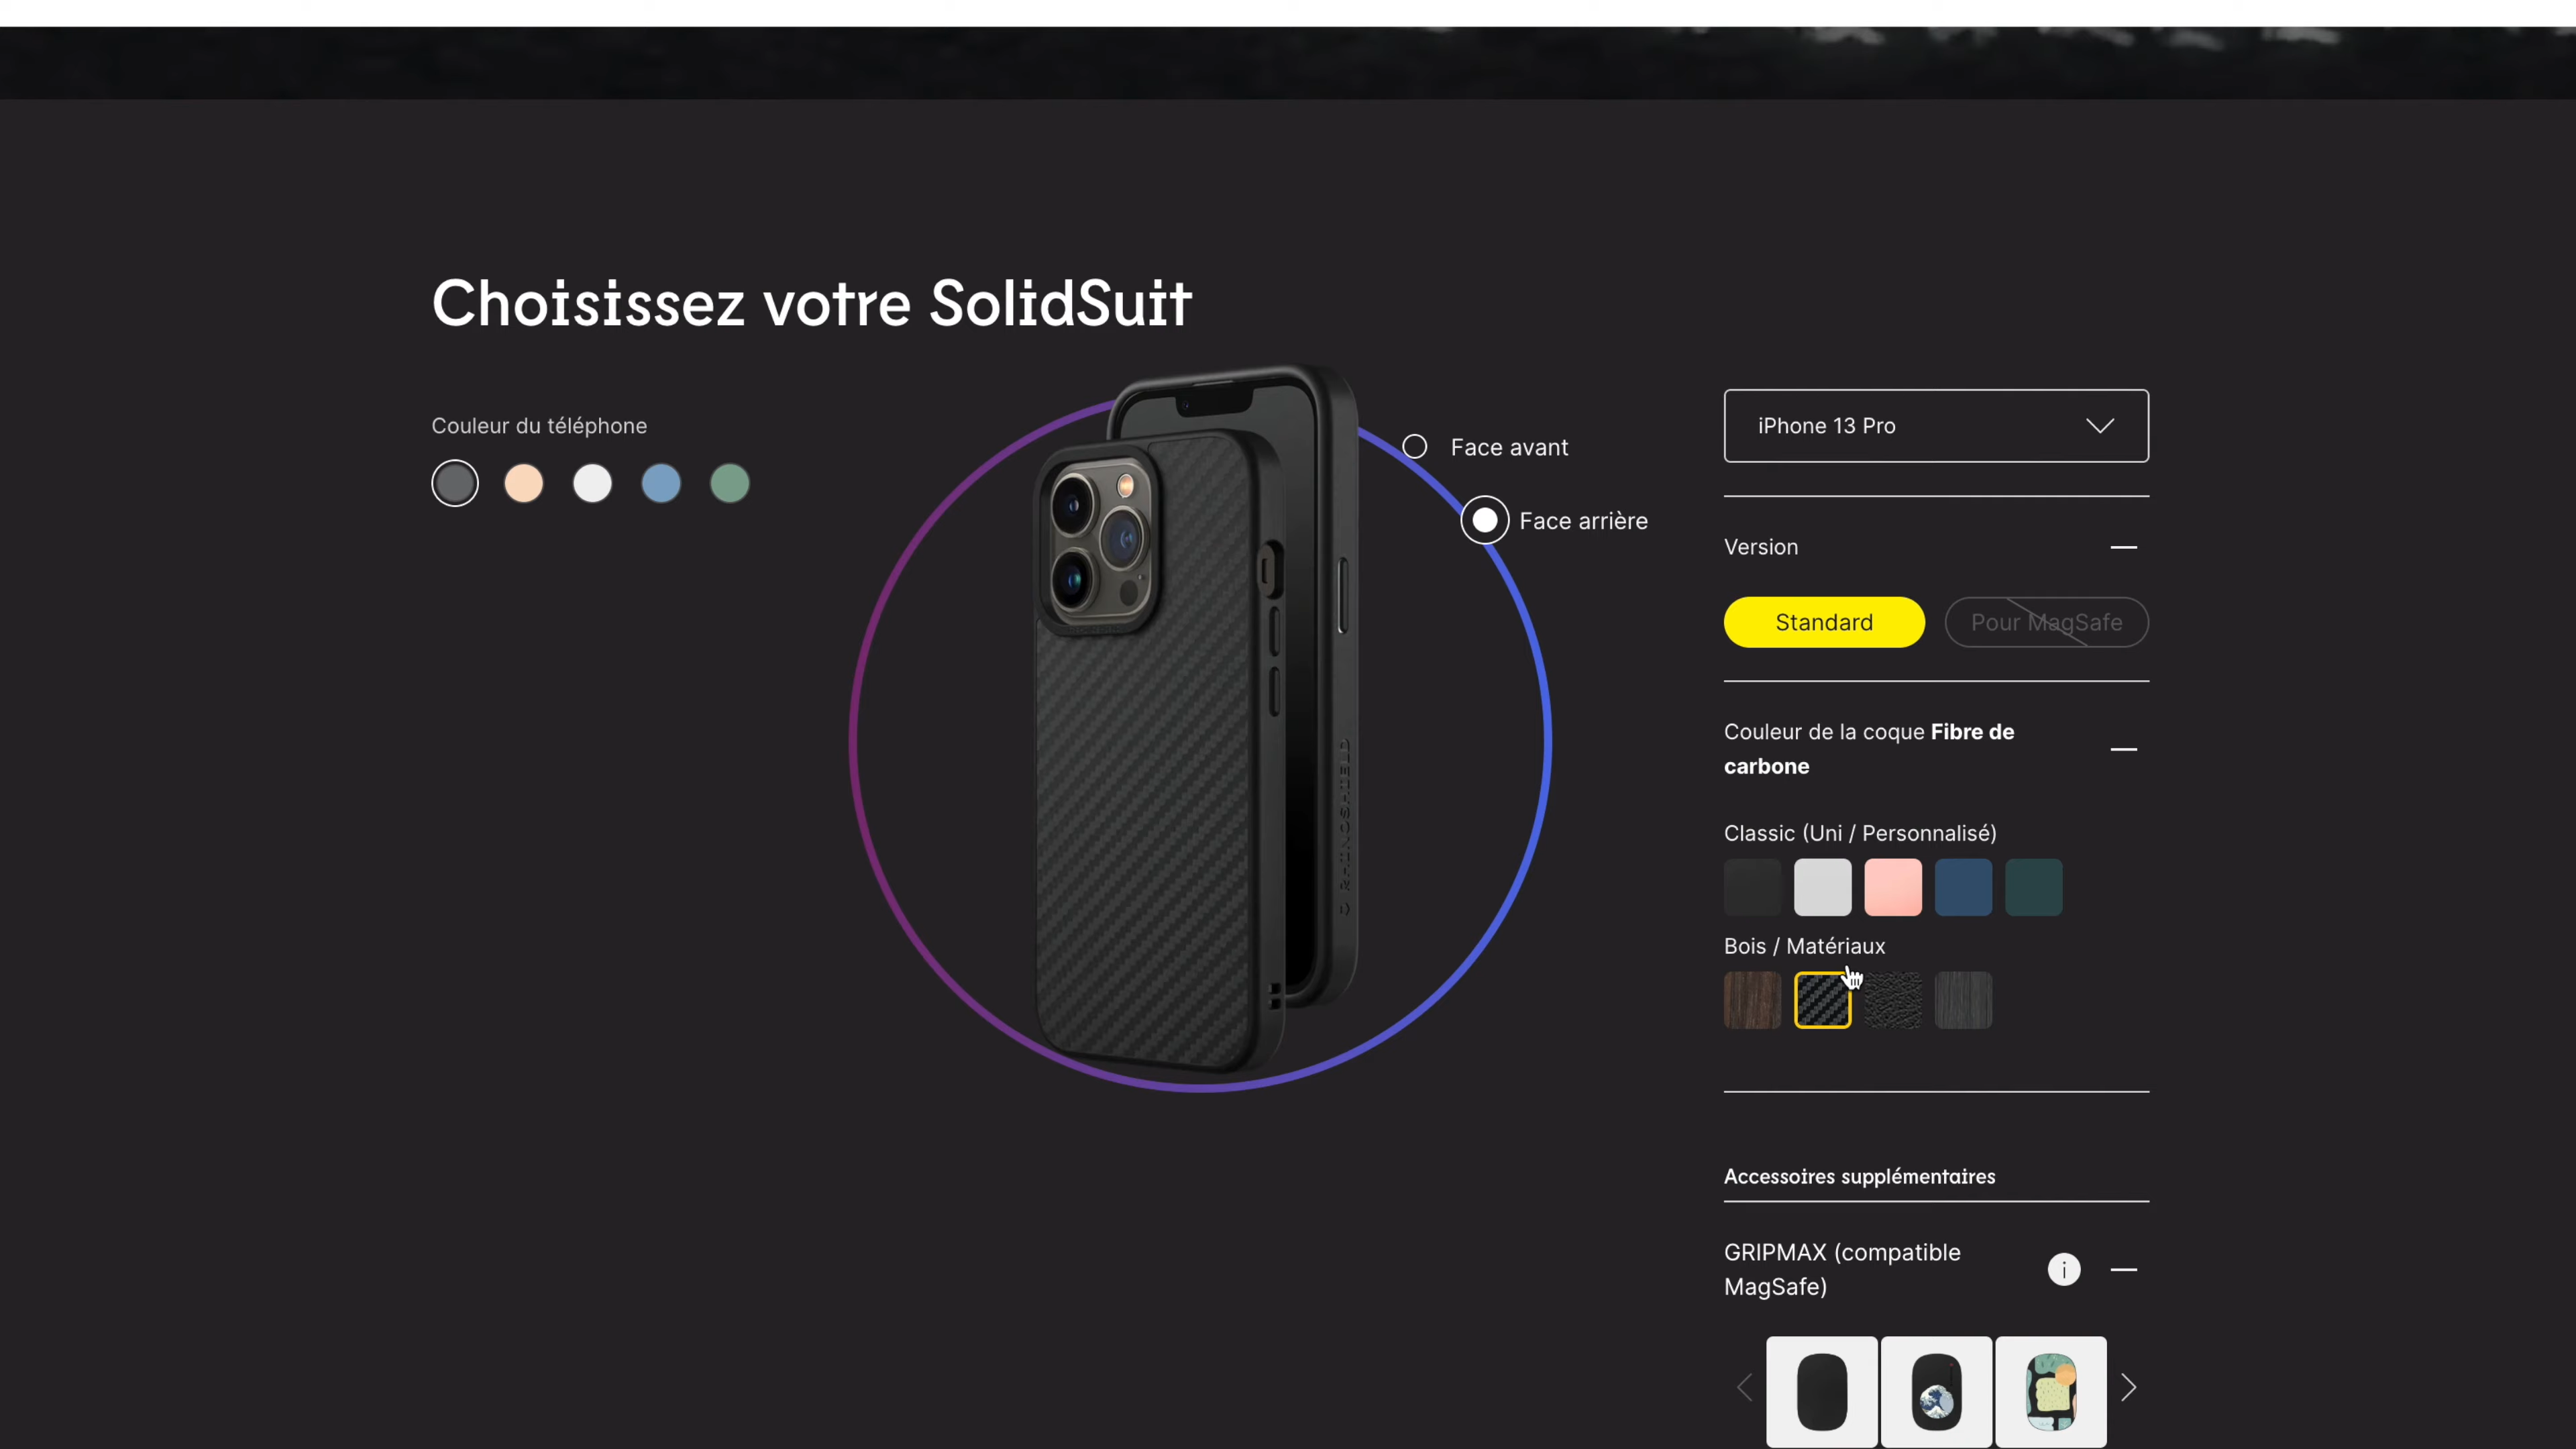 Choisissez votre SolidSuit
Couleur du téléphone
Face avant
Face arrière
RHINOSHIELD
iPhone 13 Pro
Version
Standard
Pour MagSafe
Couleur de la coque Fibre de
carbone
Classic (Uni / Personnalisé)
Bois / Matériaux
Accessoires supplémentaires
GRIPMAX (compatible
MagSafe)
i